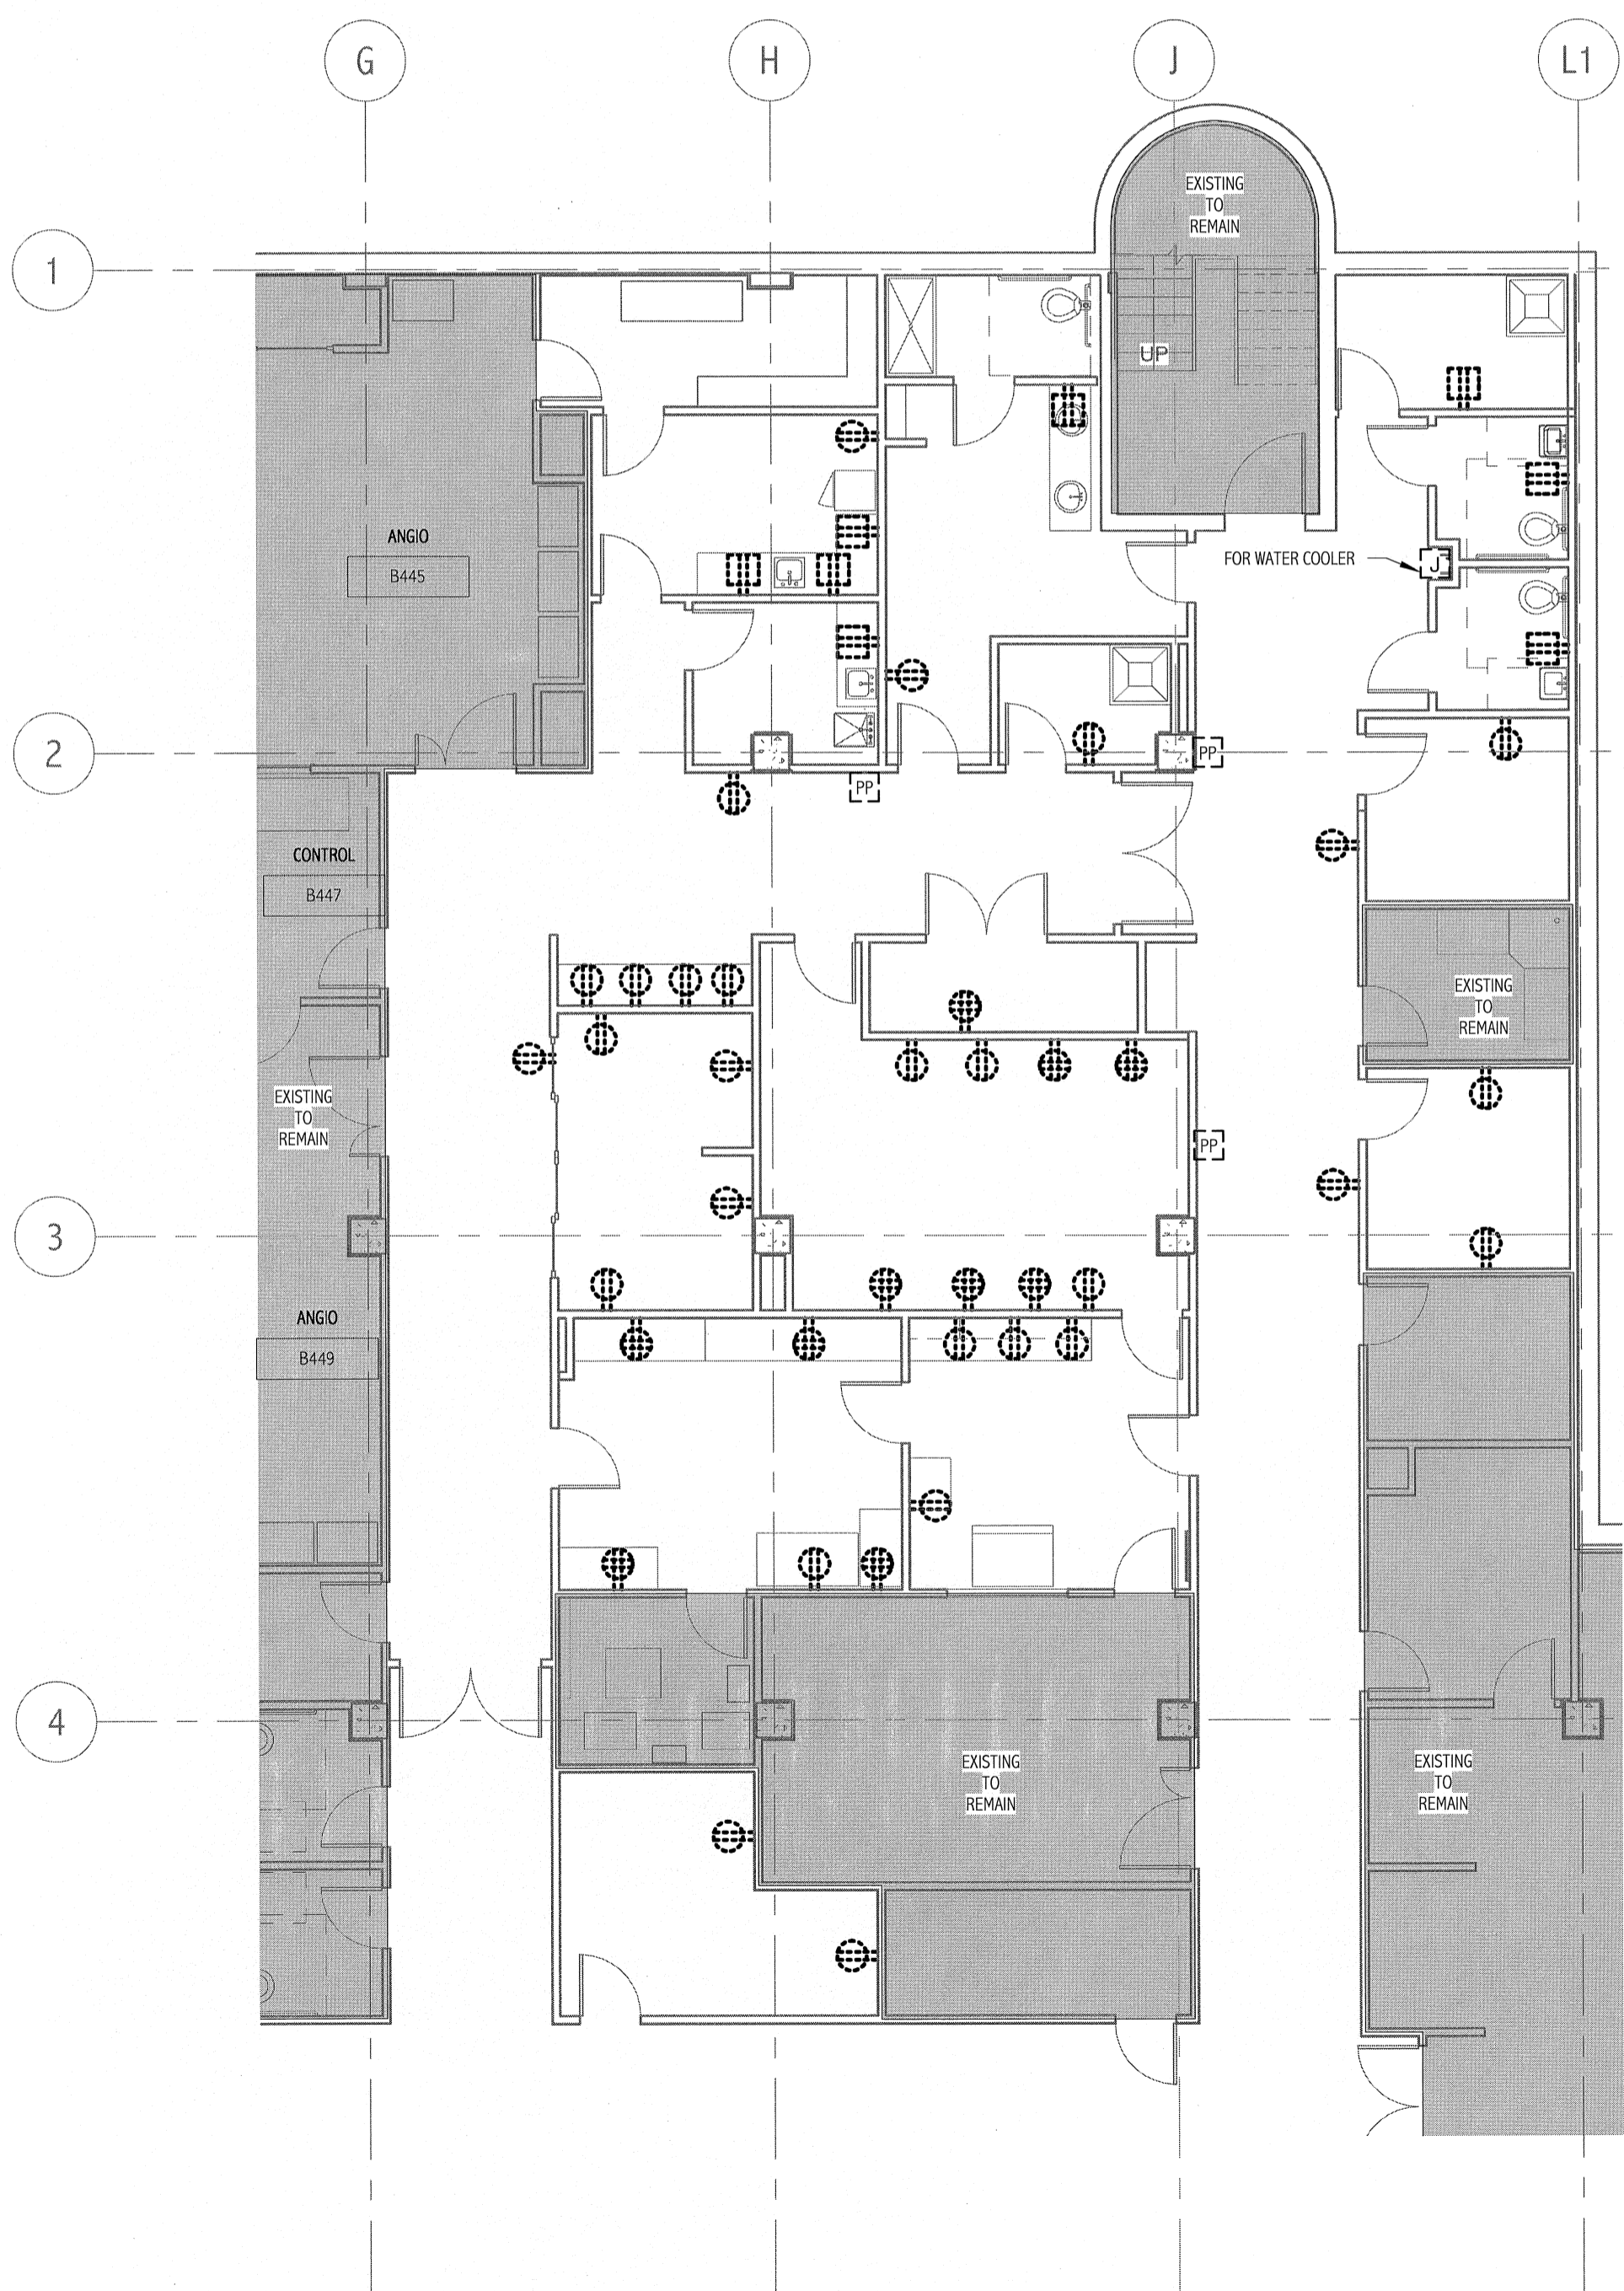 G
H
J
L1
EXISTING
TO
REMAIN
1
UP
ANGIO
B445
FOR WATER COOLER
J
2
PP
PP
CONTROL
B447
EXISTING
TO
REMAIN
EXISTING
TO
REMAIN
PP
3
ANGIO
B449
4
EXISTING
TO
REMAIN
EXISTING
TO
REMAIN